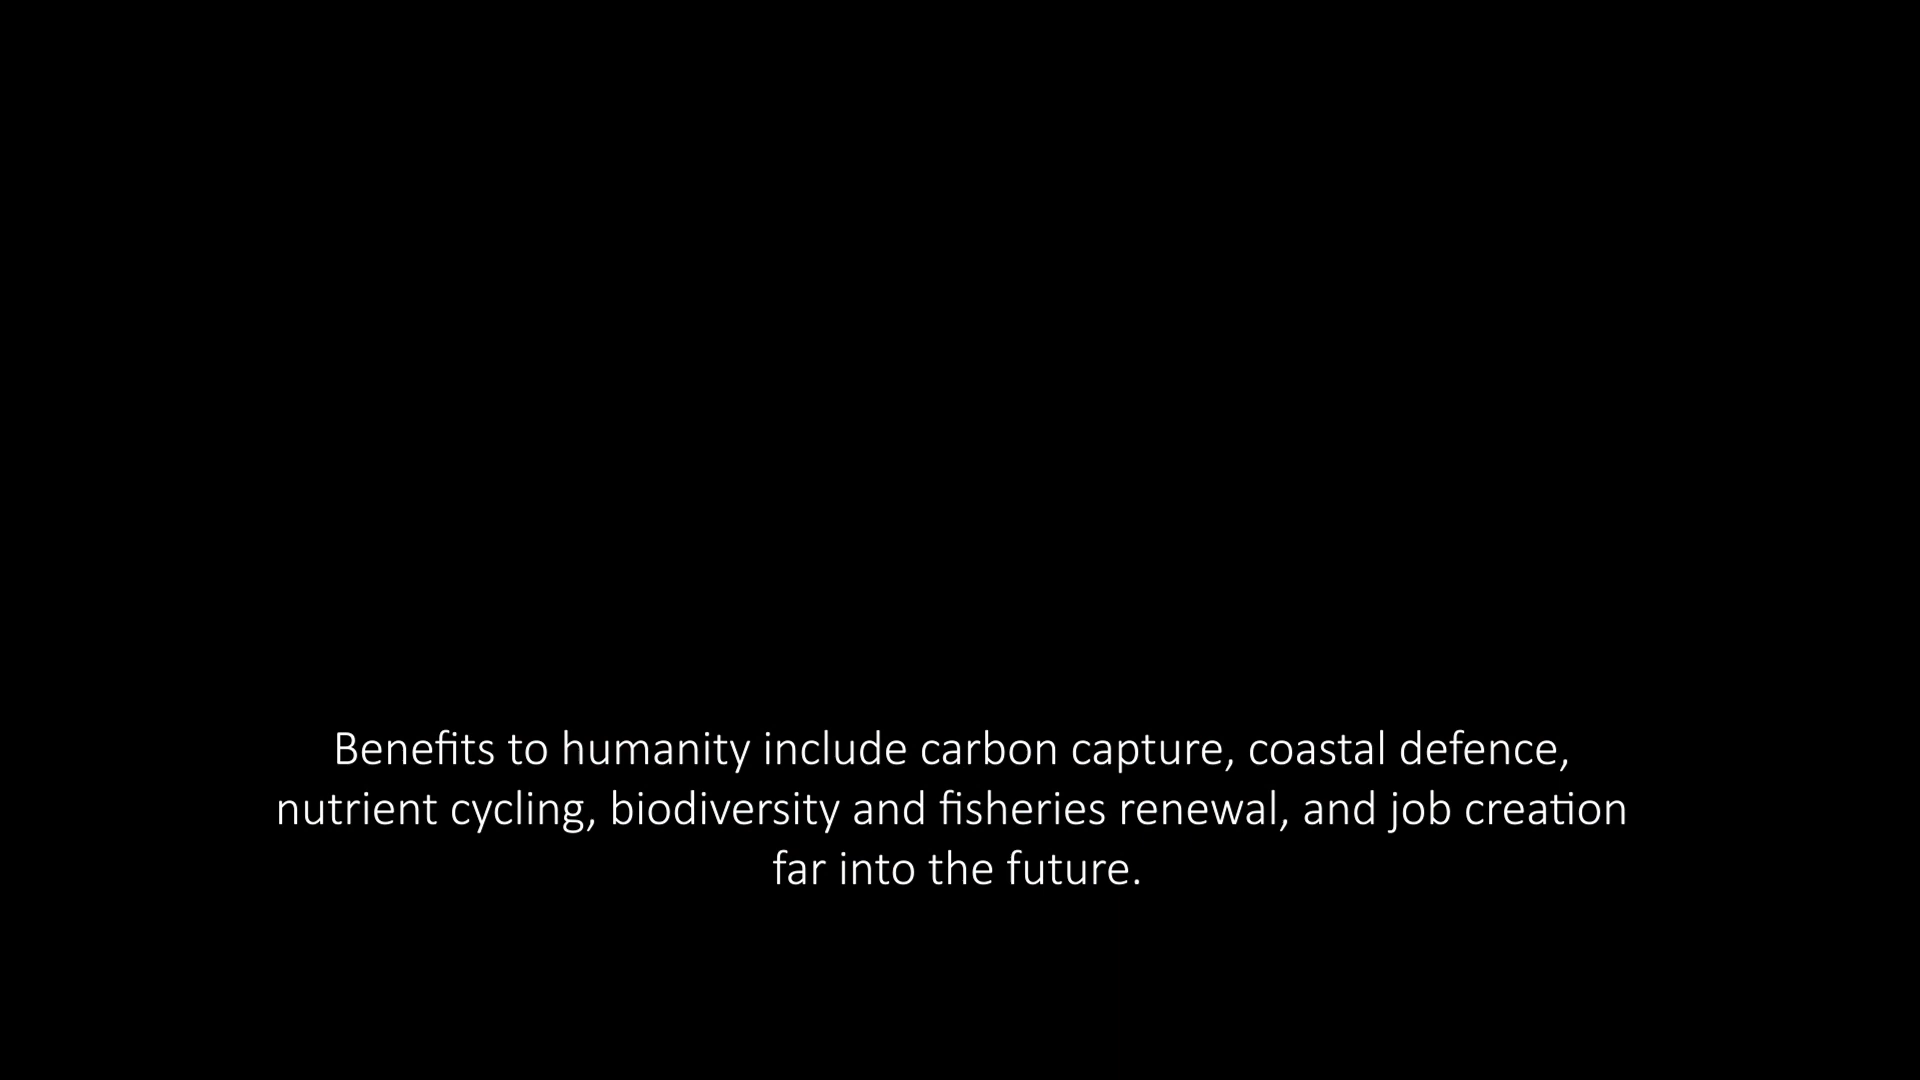 Benefits to humanity include carbon capture, coastal defence,
nutrient cycling, biodiversity and fisheries renewal, and job creation
far into the future.